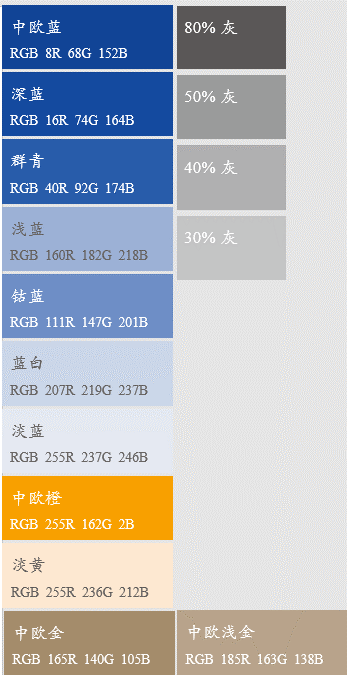 中欧蓝
RGB 8R 68G 152B
深蓝
RGB 16R 74G 164B
群青
RGB 40R 92G 174B
浅蓝
RGB 160R 182G 218B
钻蓝
RGB 111R 147G 201B
蓝白
RGB 207R 219G 237B
淡蓝
RGB 255R 237G 246B
中欧橙
RGB 255R 162G 2B
淡黄
RGB 255R 236G 212B
中欧金
RGB 165R 140G 105B
中欧浅金
RGB 185R 163G 138B
80% 灰
50% 灰
40% 灰
30% 灰